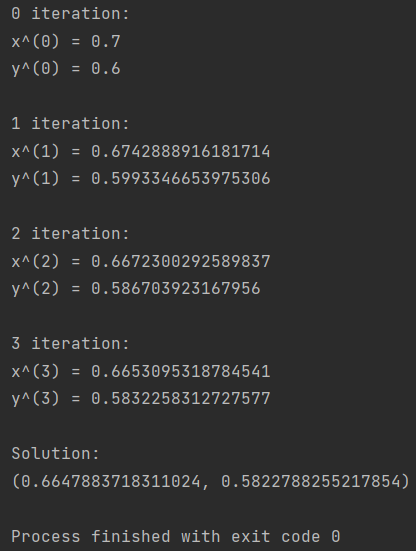 0 iteration:
x^(0) = 0.7
y^(0) = 0.6
1 iteration:
x^(1) = 0.6742888916181714
y^(1) = 0.5993346653975306
2 iteration:
x^(2) = 0.6672300292589837
y^(2) = 0.586703923167956
3 iteration:
x^(3) = 0.6653095318784541
y^(3) = 0.5832258312727577
Solution:
(0.6647883718311024, 0.5822788255217854)
Process finished with exit code 0